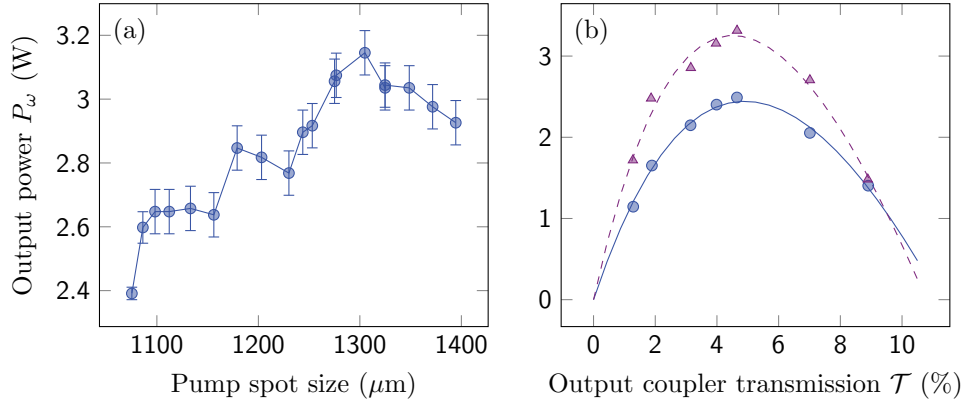 (a)
(b)
3.2
3
2.8
2.6
2.4
3
2
1
0
Output power Pω (W)
1100 1200 1300 1400
0 2 4 6 8 10
Pump spot size (μm)
Output coupler transmission 𝒯 (%)